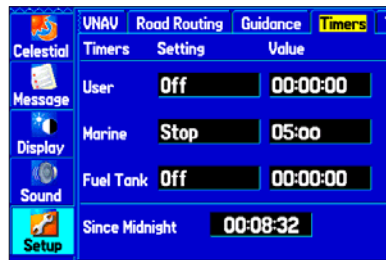 VNAV Road Routing Guidance Timers
Celestial
Timers Setting Value
Message
User Off 00:00:00
Display
Marine Stop 05:00
Sound
Fuel Tank Off 00:00:00
Setup
Since Midnight 00:08:32